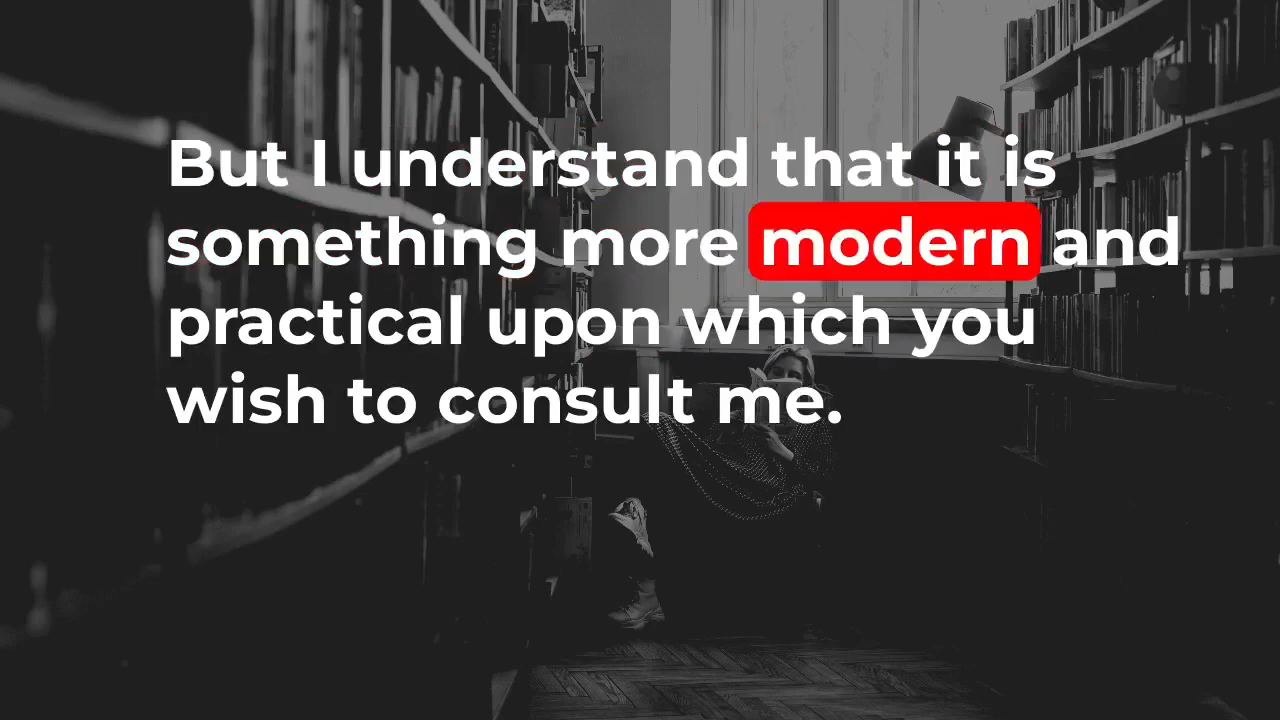 But I understand that it is
something more modern and
practical upon which you
wish to consult me.